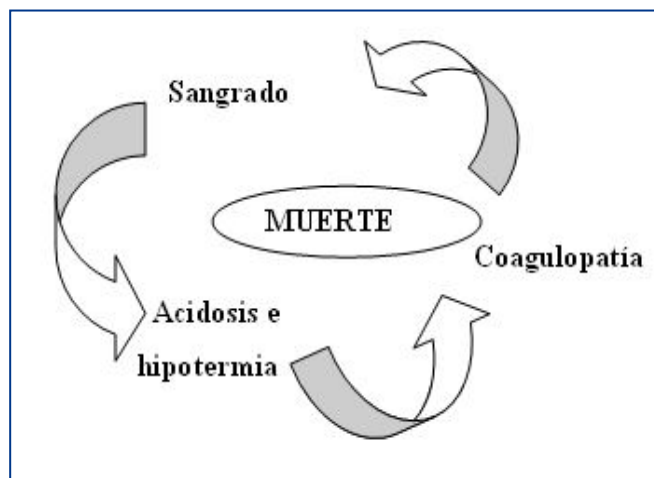 Sangrado
MUERTE
Coagulopatía
Acidosis e
hipotermia